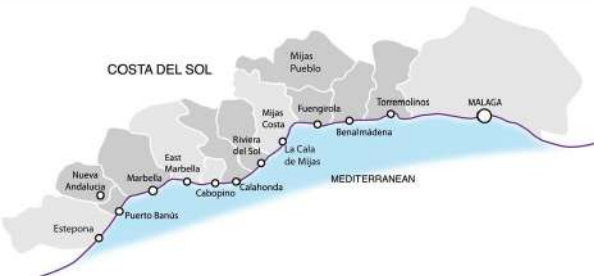 COSTA DEL SOL
Mijas
Pueblo
Fuengirola
Torremolinos
MALAGA
Benalmádena
Mijas
Costa
La Cala
de Mijas
Riviera
del Sol
MEDITERRANEAN
East
Marbella
Calahonda
Cabopino
Marbella
Nueva
Andalucia
Puerto Banús
Estepona